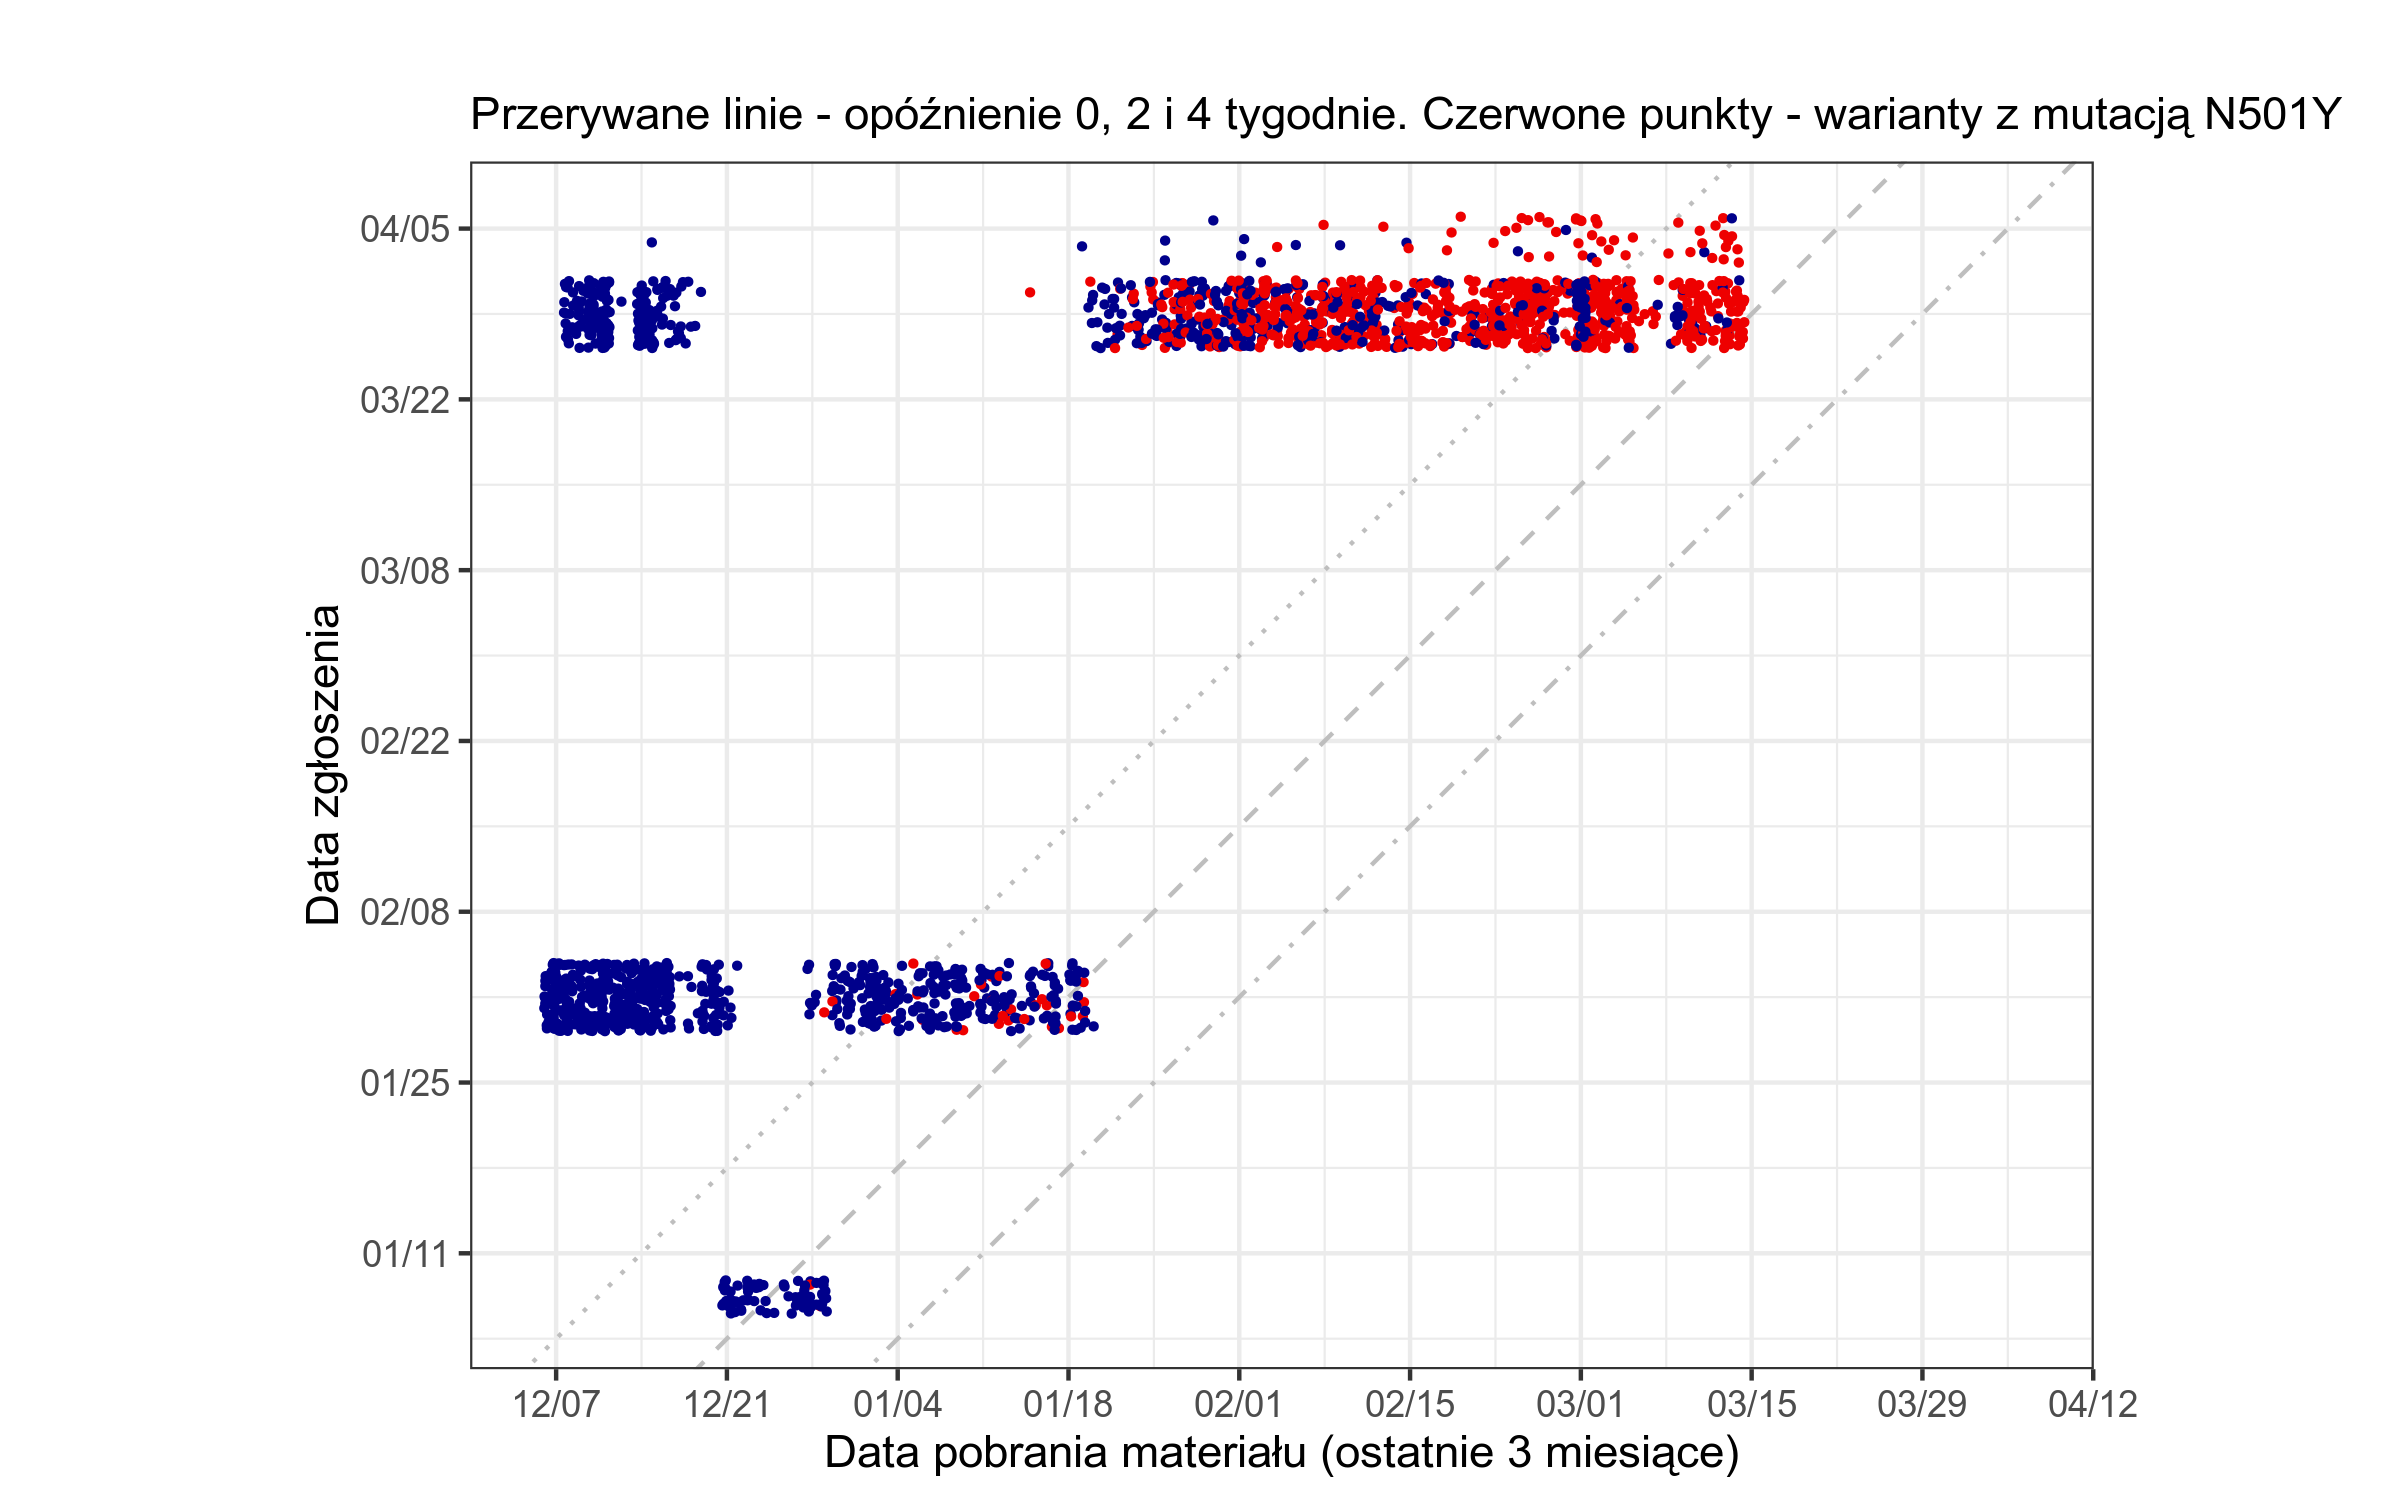 Przerywane linie - opóźnienie 0, 2 i 4 tygodnie. Czerwone punkty - warianty z mutacją N501Y
04/05
03/22
03/08
02/22
02/08
01/25
01/11
Data zgłoszenia
12/07 12/21 01/04 01/18 02/01 02/15 03/01 03/15 03/29 04/12
Data pobrania materiału (ostatnie 3 miesiące)